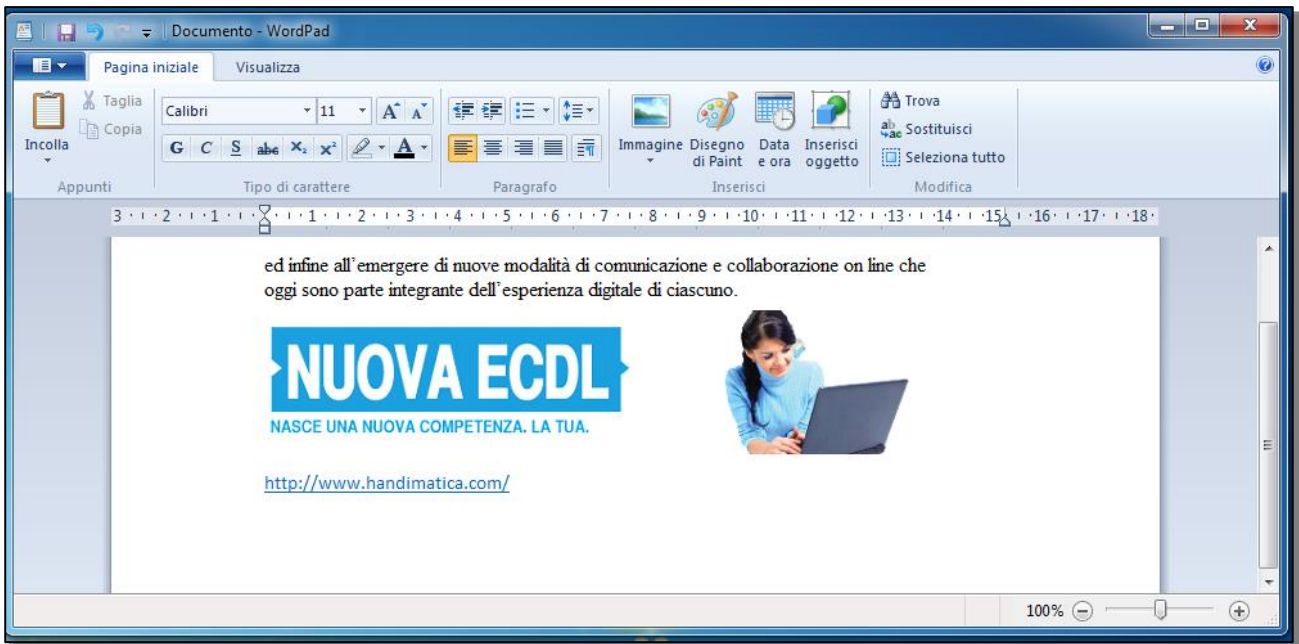 Documento - WordPad
Pagina iniziale Visualizza
Incolla
Taglia
Copia
Appunti
Calibri 11
G C S abc X₂ X² A
Tipo di carattere
Paragrafo
Immagine
Disegno di Paint
Data e ora
Inserisci oggetto
Inserisci
Trova
Sostituisci
Seleziona tutto
Modifica
3 2 1 1 2 3 4 5 6 7 8 9 10 11 12 13 14 15 16 17 18
ed infine all'emergere di nuove modalità di comunicazione e collaborazione on line che
oggi sono parte integrante dell'esperienza digitale di ciascuno.
NUOVA ECDL
NASCE UNA NUOVA COMPETENZA. LA TUA.
http://www.handimatica.com/
100%